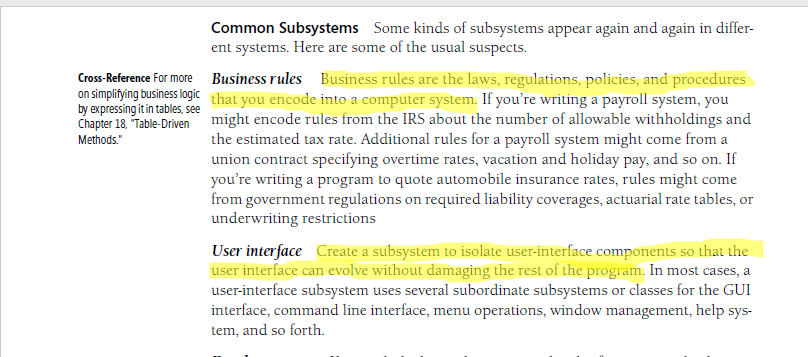 Common Subsystems Some kinds of subsystems appear again and again in differ-
ent systems. Here are some of the usual suspects.
Cross-Reference For more
on simplifying business logic
by expressing it in tables, see
Chapter 18, "Table-Driven
Methods."
Business rules Business rules are the laws, regulations, policies, and procedures
that you encode into a computer system. If you're writing a payroll system, you
might encode rules from the IRS about the number of allowable withholdings and
the estimated tax rate. Additional rules for a payroll system might come from a
union contract specifying overtime rates, vacation and holiday pay, and so on. If
you're writing a program to quote automobile insurance rates, rules might come
from government regulations on required liability coverages, actuarial rate tables, or
underwriting restrictions
User interface Create a subsystem to isolate user-interface components so that the
user interface can evolve without damaging the rest of the program. In most cases, a
user-interface subsystem uses several subordinate subsystems or classes for the GUI
interface, command line interface, menu operations, window management, help sys-
tem, and so forth.